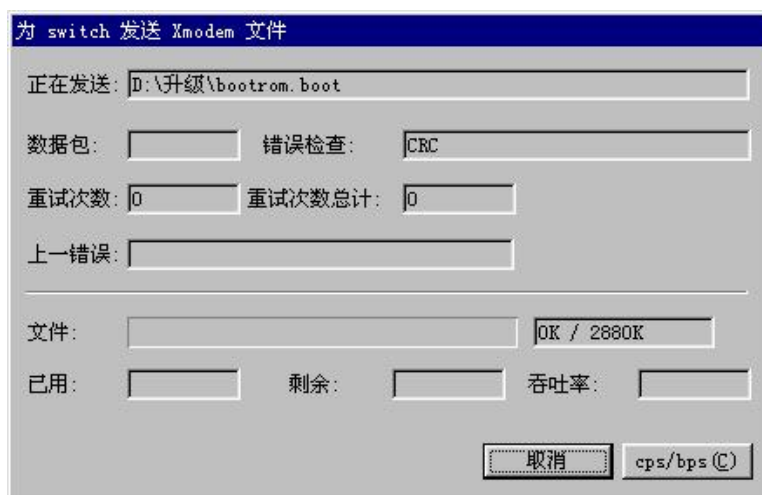 为 switch 发送 Xmodem 文件
正在发送: D:\升级\bootrom.boot
数据包: 错误检查: CRC
重试次数: 0 重试次数总计: 0
上一错误:
文件: 0K / 2880K
已用: 剩余: 吞吐率:
取消 cps/bps(C)